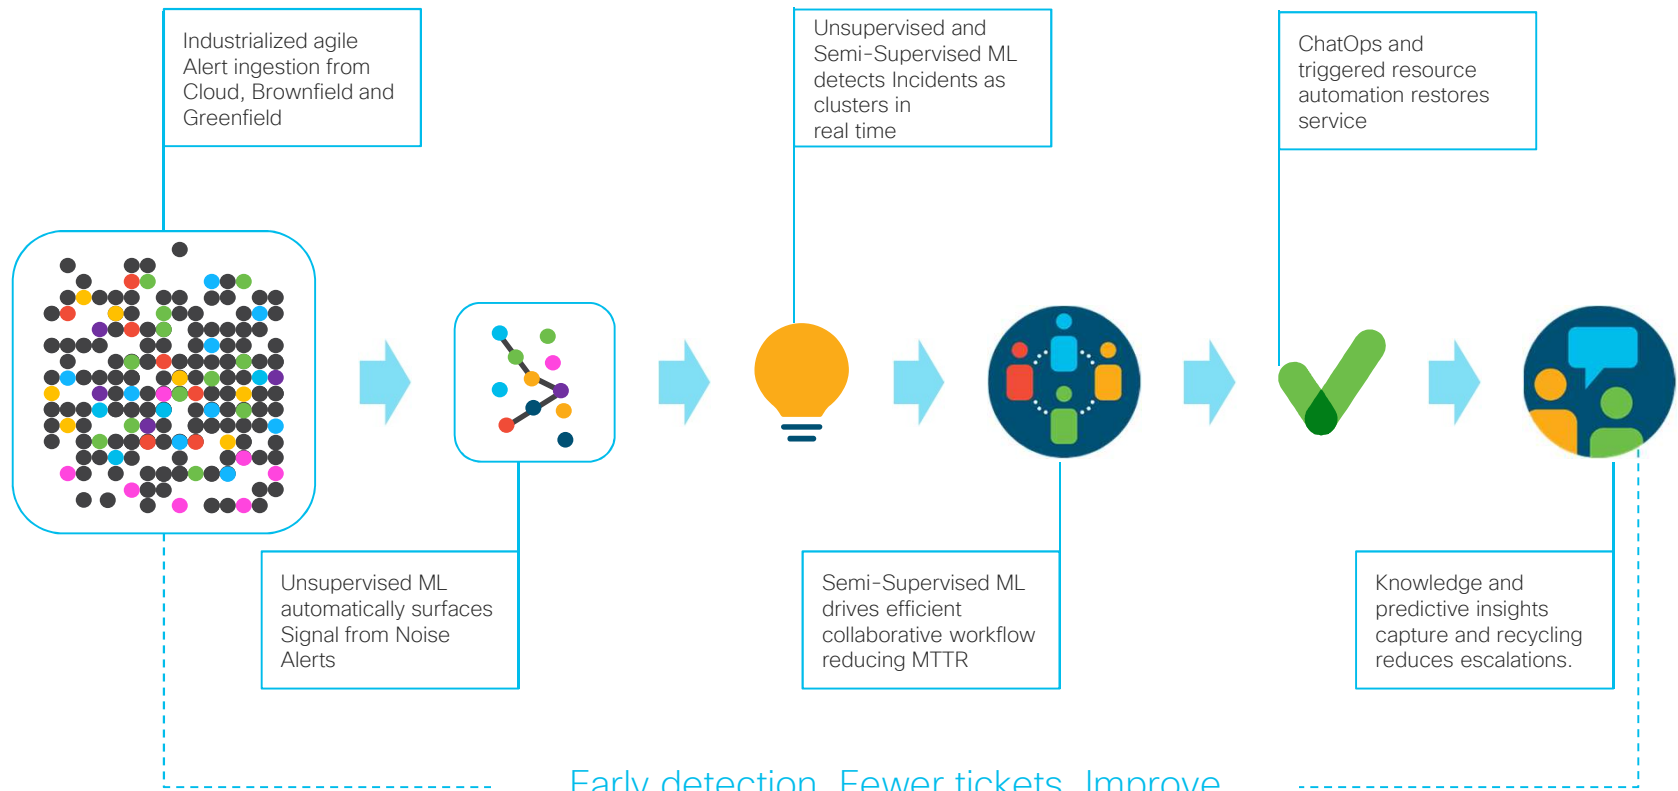 Industrialized agile
Alert ingestion from
Cloud, Brownfield and
Greenfield
Unsupervised and
Semi-Supervised ML
detects Incidents as
clusters in
real time
ChatOps and
triggered resource
automation restores
service
Unsupervised ML
automatically surfaces
Signal from Noise
Alerts
Semi-Supervised ML
drives efficient
collaborative workflow
reducing MTTR
Knowledge and
predictive insights
capture and recycling
reduces escalations.
Early detection, Fewer tickets, Improve